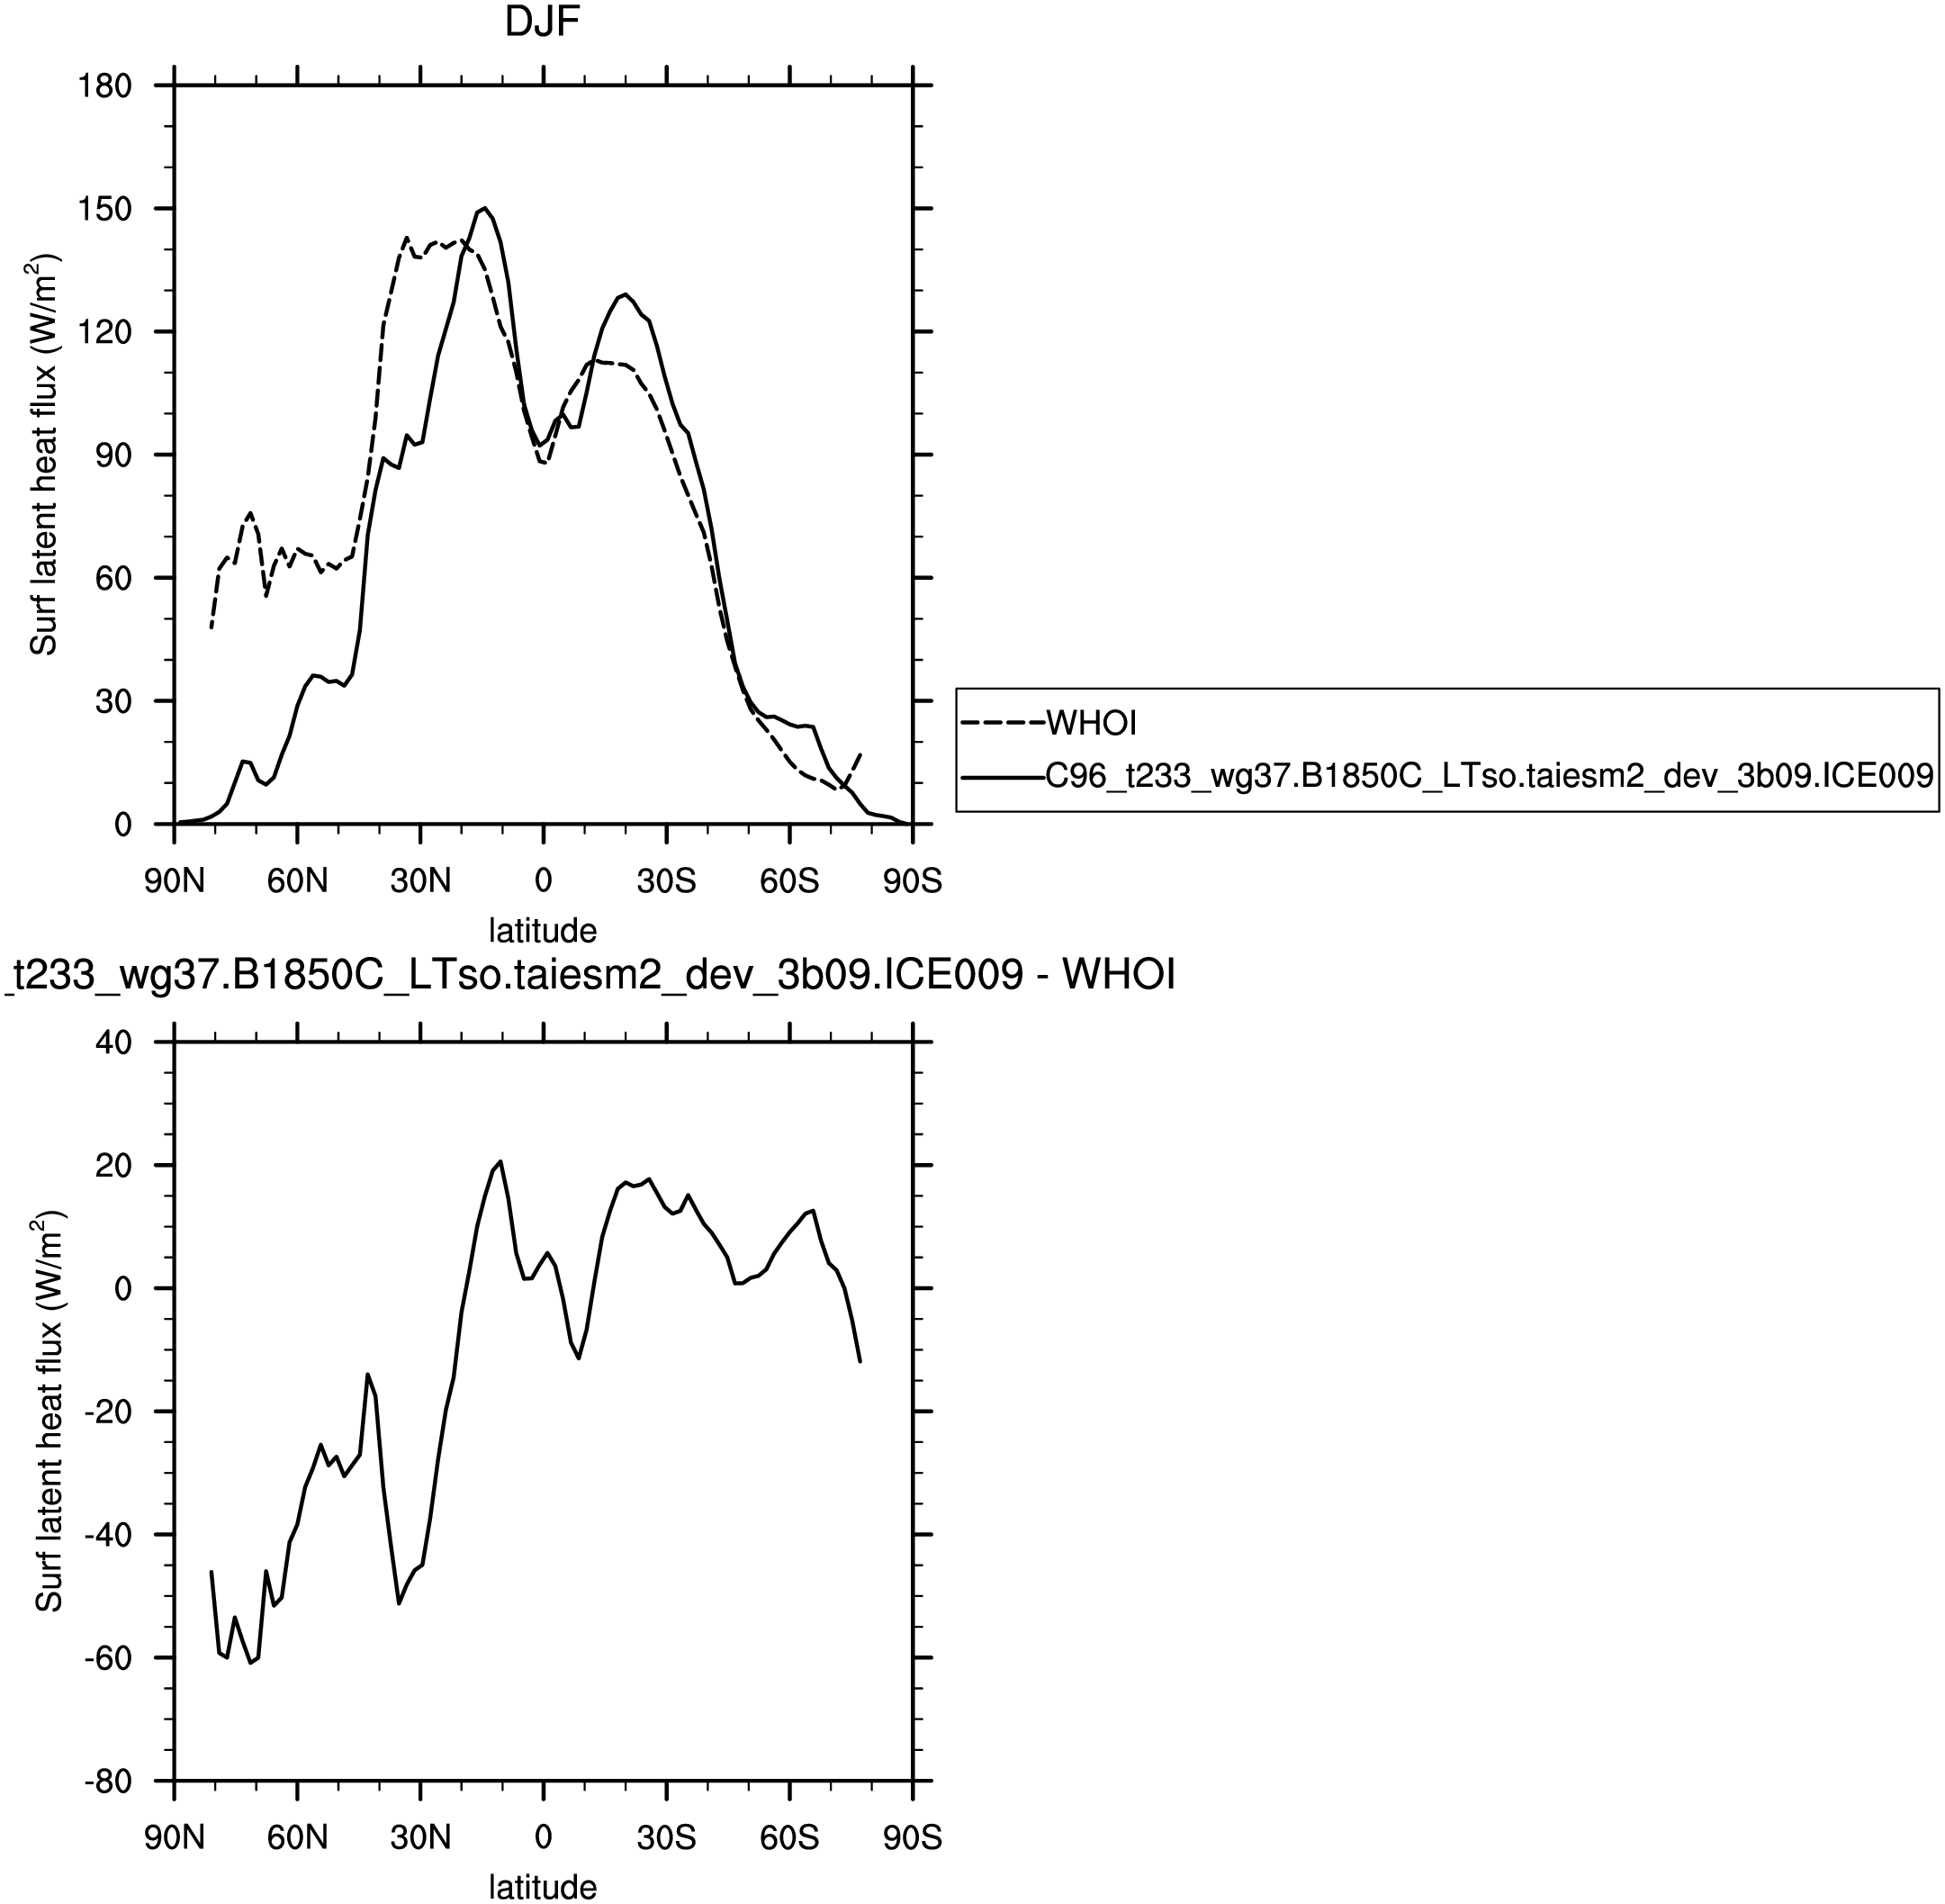 DJF
Surf latent heat flux (W/m²)
180
150
120
90
60
30
0
90N 60N 30N 0 30S 60S 90S
latitude
WHOI
C96_t233_wg37.B1850C_LTso.taiesm2_dev_3b09.ICE009
_t233_wg37.B1850C_LTso.taiesm2_dev_3b09.ICE009 - WHOI
Surf latent heat flux (W/m²)
40
20
0
-20
-40
-60
-80
90N 60N 30N 0 30S 60S 90S
latitude